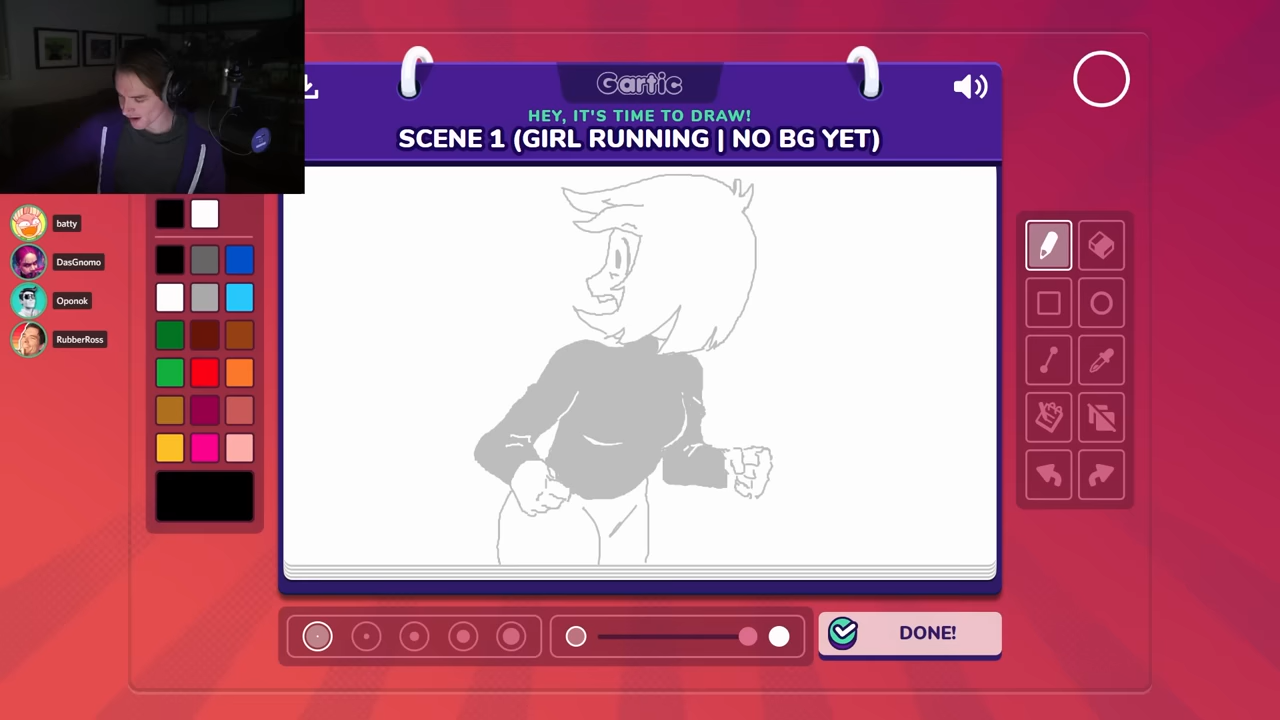 Gartic
HEY, IT'S TIME TO DRAW!
SCENE 1 (GIRL RUNNING | NO BG YET)
batty
DasGnomo
Oponok
RubberRoss
DONE!